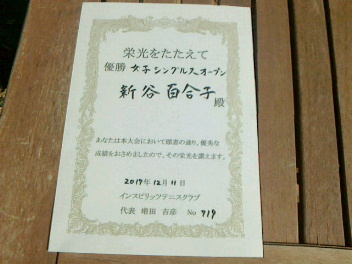 栄光をたたえて
優勝 女子シングルスオープン
新谷 百合子 殿
あなたは本大会において頭書の通り、優秀な
成績をおさめましたので、その栄光を讃えます。
2017年12月11日
インスピリッツテニスクラブ
代表 増田 吉彦 No 719